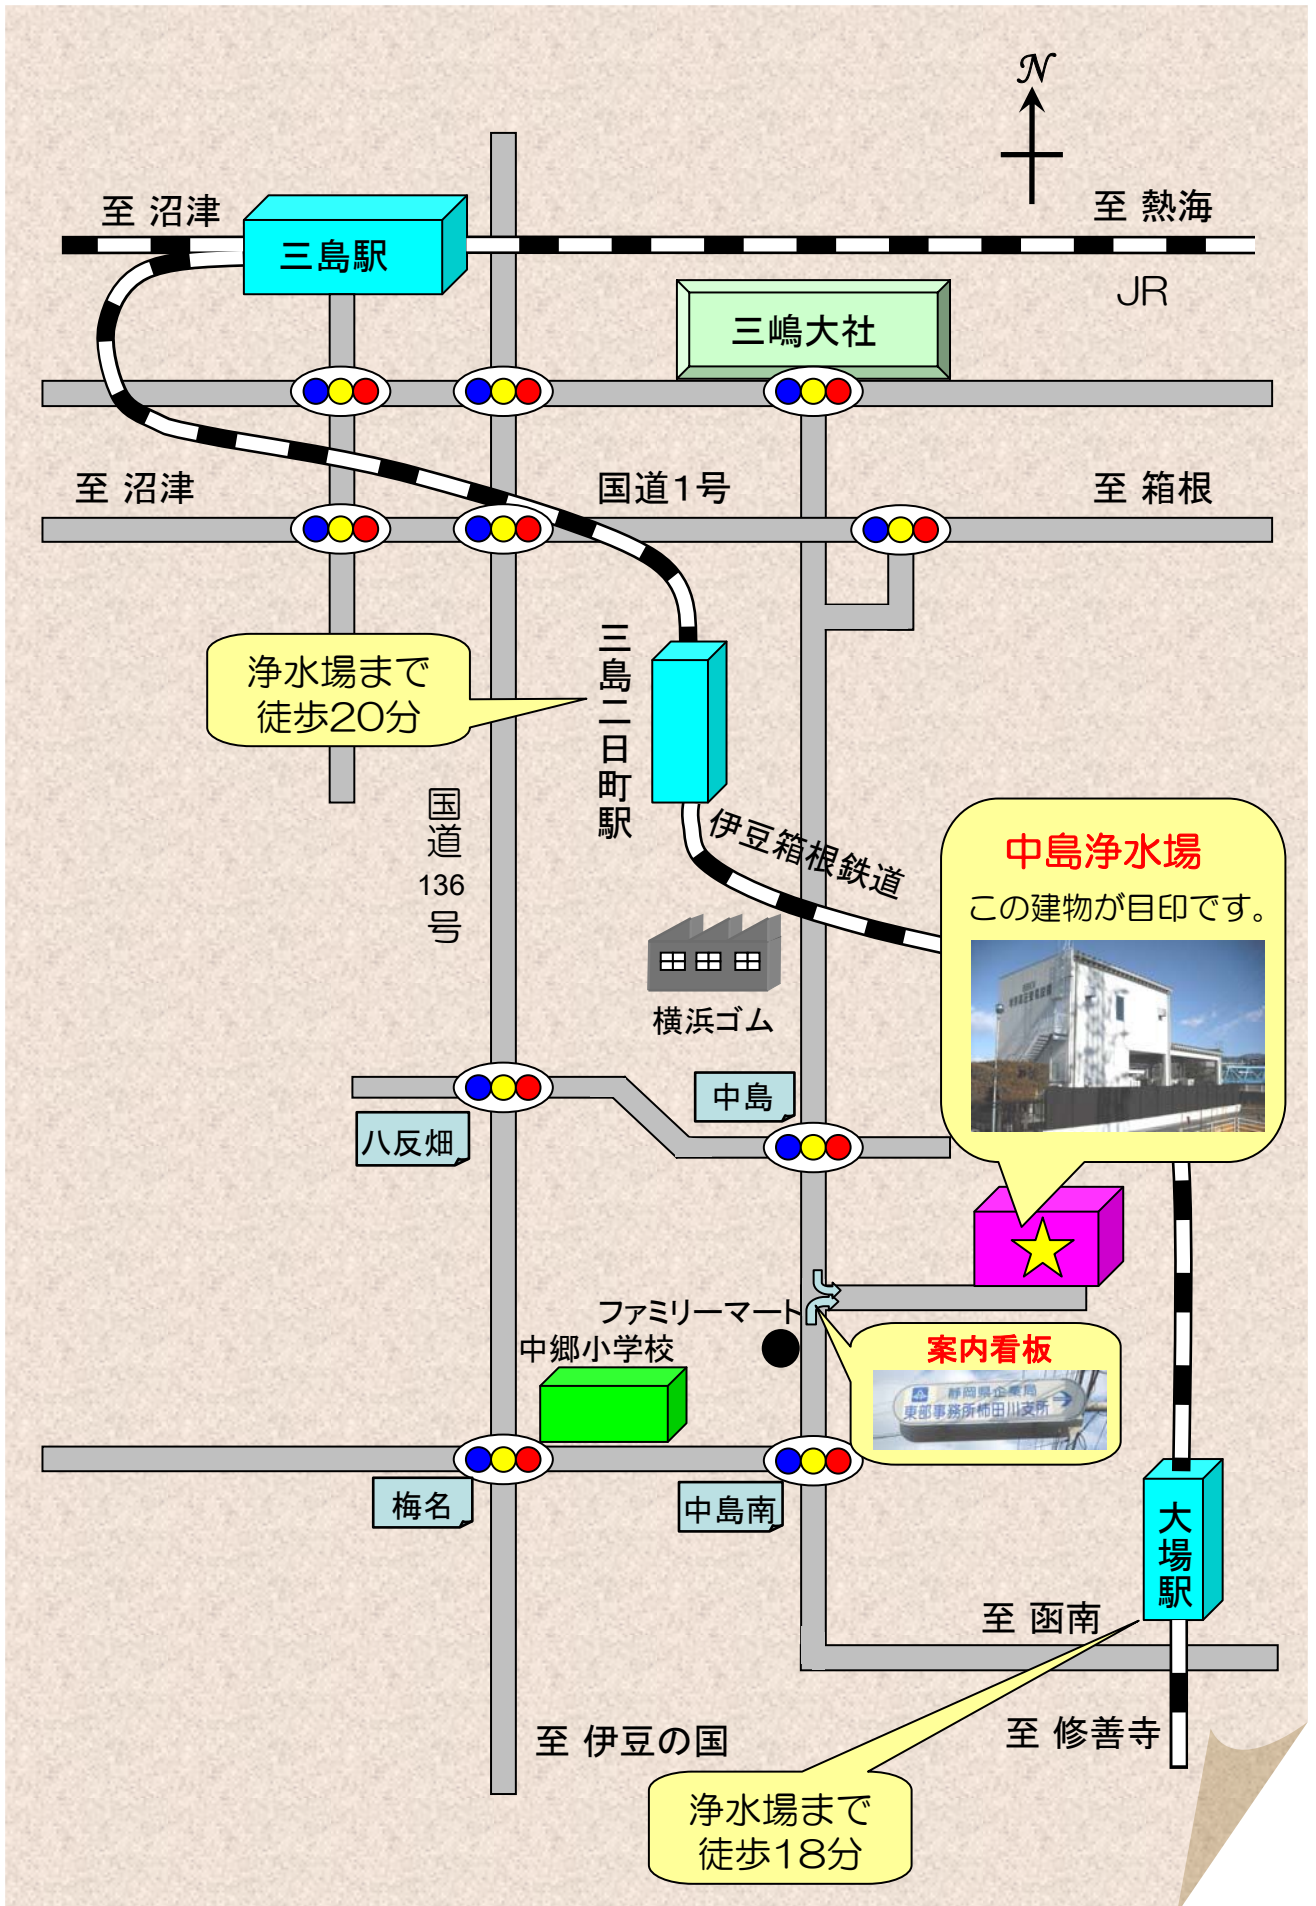 N
至 沼津
三島駅
至 熱海
JR
三嶋大社
至 沼津
国道1号
至 箱根
浄水場まで
徒歩20分
三島二日町駅
国道
136
号
伊豆箱根鉄道
中島浄水場
この建物が目印です。
横浜ゴム
中島
八反畑
ファミリーマート
中郷小学校
案内看板
静岡県企業局
東部事務所柿田川支所
梅名
中島南
大場駅
至 函南
至 伊豆の国
至 修善寺
浄水場まで
徒歩18分